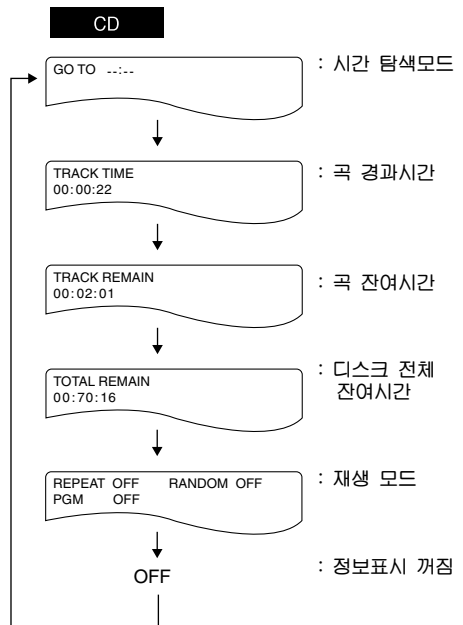 CD
GO TO --:--
: 시간 탐색모드
TRACK TIME
00:00:22
: 곡 경과시간
TRACK REMAIN
00:02:01
: 곡 잔여시간
TOTAL REMAIN
00:70:16
: 디스크 전체
잔여시간
REPEAT OFF RANDOM OFF
PGM OFF
: 재생 모드
OFF
: 정보표시 꺼짐